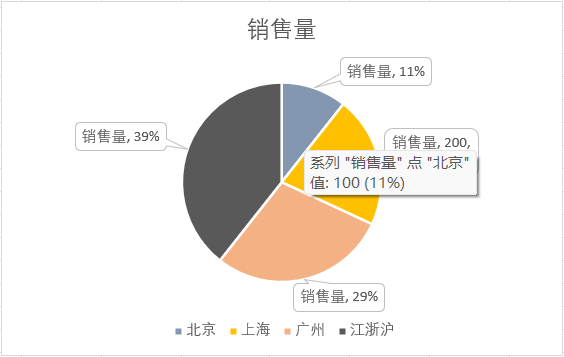 销售量
销售量, 11%
销售量, 39%
销售量, 200,
系列 "销售量" 点 "北京"
值: 100 (11%)
销售量, 29%
北京 上海 广州 江浙沪